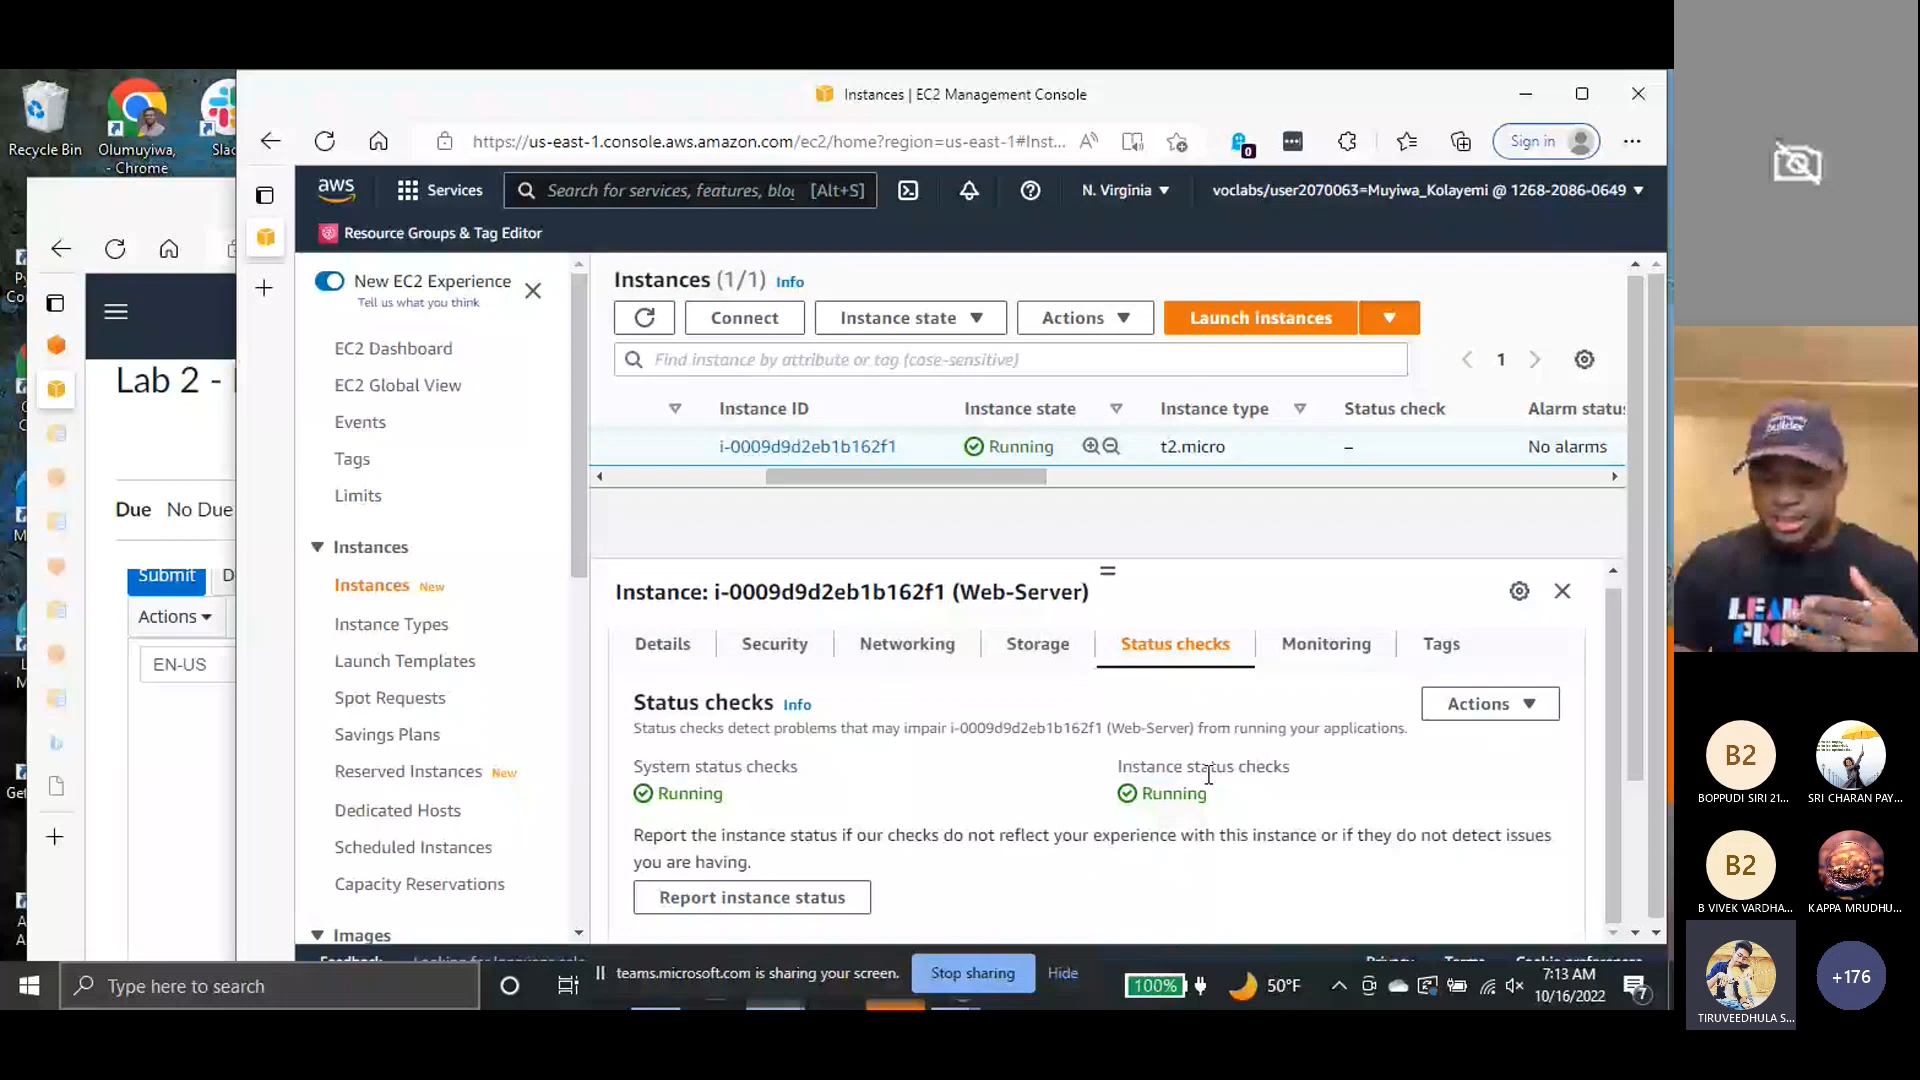 Recycle Bin
Olumuyiwa,
- Chrome
Slac
Instances | EC2 Management Console
https://us-east-1.console.aws.amazon.com/ec2/home?region=us-east-1#Inst...
0
Sign in
aws
Services
Search for services, features, blog
[Alt+S]
N. Virginia
voclabs/user2070063=Muyiwa_Kolayemi @ 1268-2086-0649
Resource Groups & Tag Editor
New EC2 Experience
Tell us what you think
EC2 Dashboard
EC2 Global View
Events
Tags
Limits
Instances
Instances New
Instance Types
Launch Templates
Spot Requests
Savings Plans
Reserved Instances New
Dedicated Hosts
Scheduled Instances
Capacity Reservations
Images
Lab 2 -
Due No Due
Submit
Actions
EN-US
Instances (1/1) Info
Connect
Instance state
Actions
Launch instances
Find instance by attribute or tag (case-sensitive)
1
Instance ID
Instance state
Instance type
Status check
Alarm status
i-0009d9d2eb1b162f1
Running
t2.micro
–
No alarms
Instance: i-0009d9d2eb1b162f1 (Web-Server)
Details
Security
Networking
Storage
Status checks
Monitoring
Tags
Status checks Info
Actions
Status checks detect problems that may impair i-0009d9d2eb1b162f1 (Web-Server) from running your applications.
System status checks
Running
Instance status checks
Running
Report the instance status if our checks do not reflect your experience with this instance or if they do not detect issues
you are having.
Report instance status
teams.microsoft.com is sharing your screen.
Stop sharing
Hide
Type here to search
100%
50°F
7:13 AM
10/16/2022
7
builder
B2
BOPPUDI SIRI 21...
SRI CHARAN PAY...
B2
B VIVEK VARDHA...
KAPPA MRUDHU...
TIRUVEEDHULA S...
+176